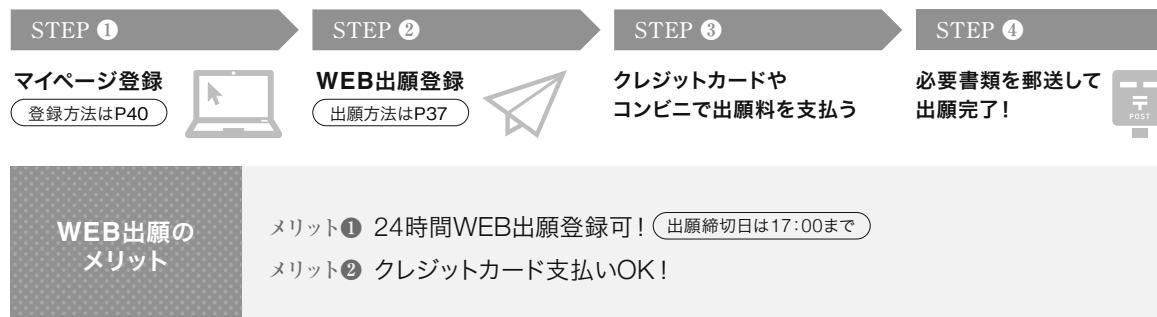 STEP ❶
マイページ登録
登録方法はP40
STEP ❷
WEB出願登録
出願方法はP37
STEP ❸
クレジットカードや
コンビニで出願料を支払う
STEP ❹
必要書類を郵送して
出願完了！
〒
POST
WEB出願の
メリット
メリット❶ 24時間WEB出願登録可！ 出願締切日は17：00まで
メリット❷ クレジットカード支払いOK！